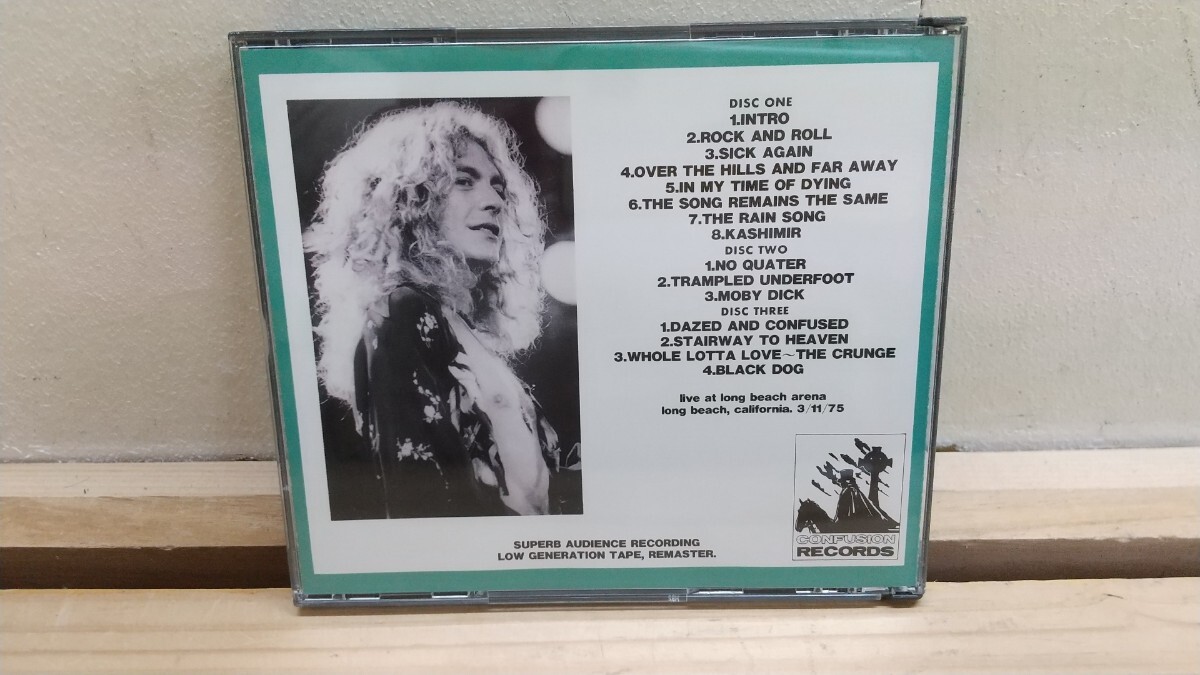 DISC ONE
1.INTRO
2.ROCK AND ROLL
3.SICK AGAIN
4.OVER THE HILLS AND FAR AWAY
5.IN MY TIME OF DYING
6.THE SONG REMAINS THE SAME
7.THE RAIN SONG
8.KASHIMIR
DISC TWO
1.NO QUATER
2.TRAMPLED UNDERFOOT
3.MOBY DICK
DISC THREE
1.DAZED AND CONFUSED
2.STAIRWAY TO HEAVEN
3.WHOLE LOTTA LOVE~THE CRUNGE
4.BLACK DOG
live at long beach arena
long beach, california. 3/11/75
SUPERB AUDIENCE RECORDING
LOW GENERATION TAPE, REMASTER.
CONFUSION
RECORDS